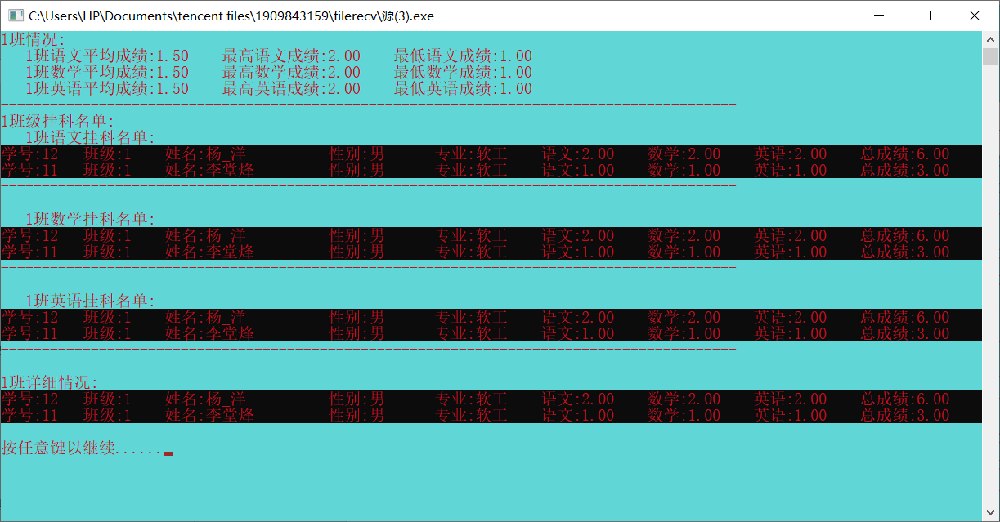 C:\Users\HP\Documents\tencent files\1909843159\filerecv\源(3).exe
1班情况:
1班语文平均成绩:1.50 最高语文成绩:2.00 最低语文成绩:1.00
1班数学平均成绩:1.50 最高数学成绩:2.00 最低数学成绩:1.00
1班英语平均成绩:1.50 最高英语成绩:2.00 最低英语成绩:1.00
------------------------------------------------------------------------------------------
1班级挂科名单:
1班语文挂科名单:
学号:12 班级:1 姓名:杨_洋 性别:男 专业:软工 语文:2.00 数学:2.00 英语:2.00 总成绩:6.00
学号:11 班级:1 姓名:李堂烽 性别:男 专业:软工 语文:1.00 数学:1.00 英语:1.00 总成绩:3.00
------------------------------------------------------------------------------------------
1班数学挂科名单:
学号:12 班级:1 姓名:杨_洋 性别:男 专业:软工 语文:2.00 数学:2.00 英语:2.00 总成绩:6.00
学号:11 班级:1 姓名:李堂烽 性别:男 专业:软工 语文:1.00 数学:1.00 英语:1.00 总成绩:3.00
------------------------------------------------------------------------------------------
1班英语挂科名单:
学号:12 班级:1 姓名:杨_洋 性别:男 专业:软工 语文:2.00 数学:2.00 英语:2.00 总成绩:6.00
学号:11 班级:1 姓名:李堂烽 性别:男 专业:软工 语文:1.00 数学:1.00 英语:1.00 总成绩:3.00
------------------------------------------------------------------------------------------
1班详细情况:
学号:12 班级:1 姓名:杨_洋 性别:男 专业:软工 语文:2.00 数学:2.00 英语:2.00 总成绩:6.00
学号:11 班级:1 姓名:李堂烽 性别:男 专业:软工 语文:1.00 数学:1.00 英语:1.00 总成绩:3.00
------------------------------------------------------------------------------------------
按任意键以继续......